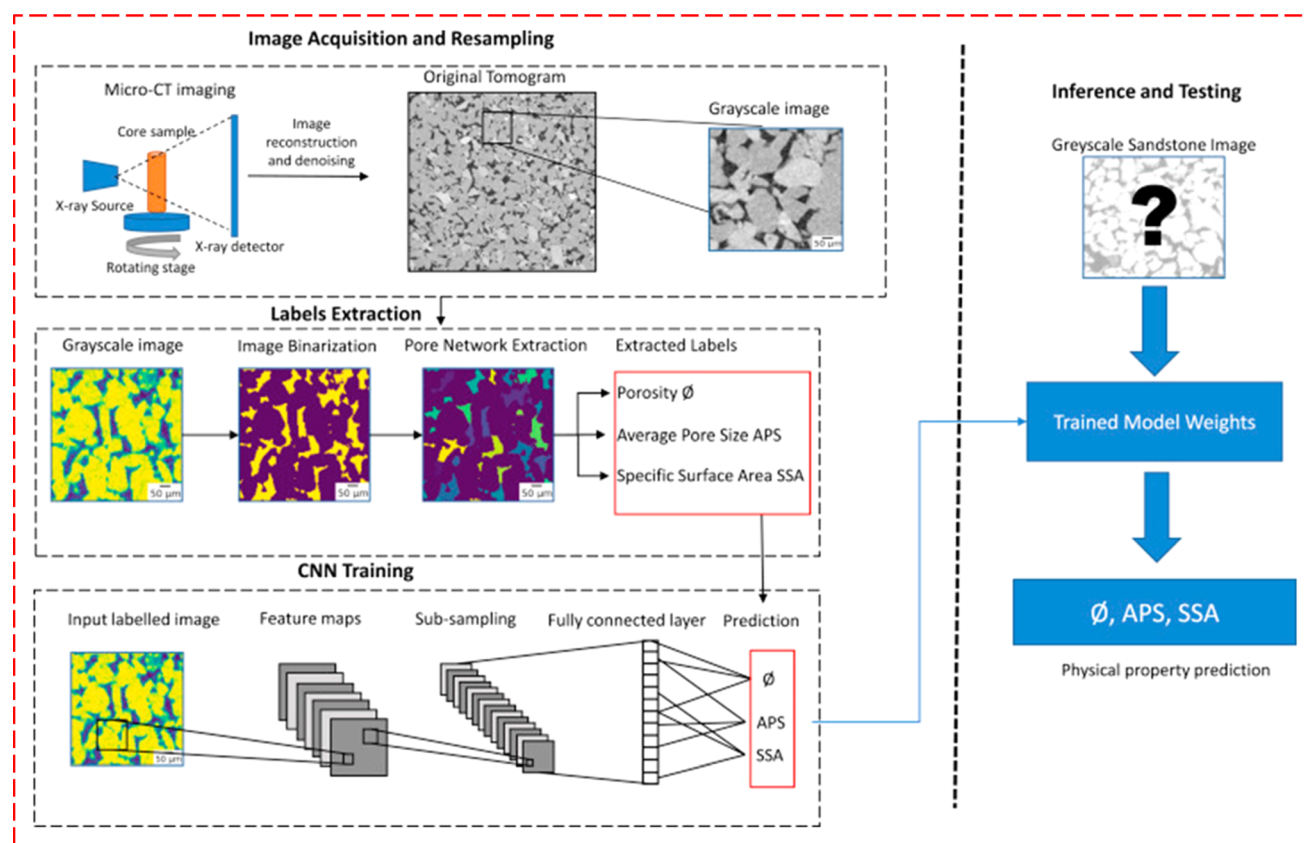 Image Acquisition and Resampling
Micro-CT imaging
Core sample
X-ray Source
X-ray detector
Rotating stage
Image
reconstruction
and denoising
Original Tomogram
Grayscale image
50 µm
Labels Extraction
Grayscale image
50 µm
Image Binarization
50 µm
Pore Network Extraction
50 µm
Extracted Labels
Porosity Ø
Average Pore Size APS
Specific Surface Area SSA
CNN Training
Input labelled image
50 µm
Feature maps
Sub-sampling
Fully connected layer
Prediction
Ø
APS
SSA
Inference and Testing
Greyscale Sandstone Image
?
Trained Model Weights
Ø, APS, SSA
Physical property prediction